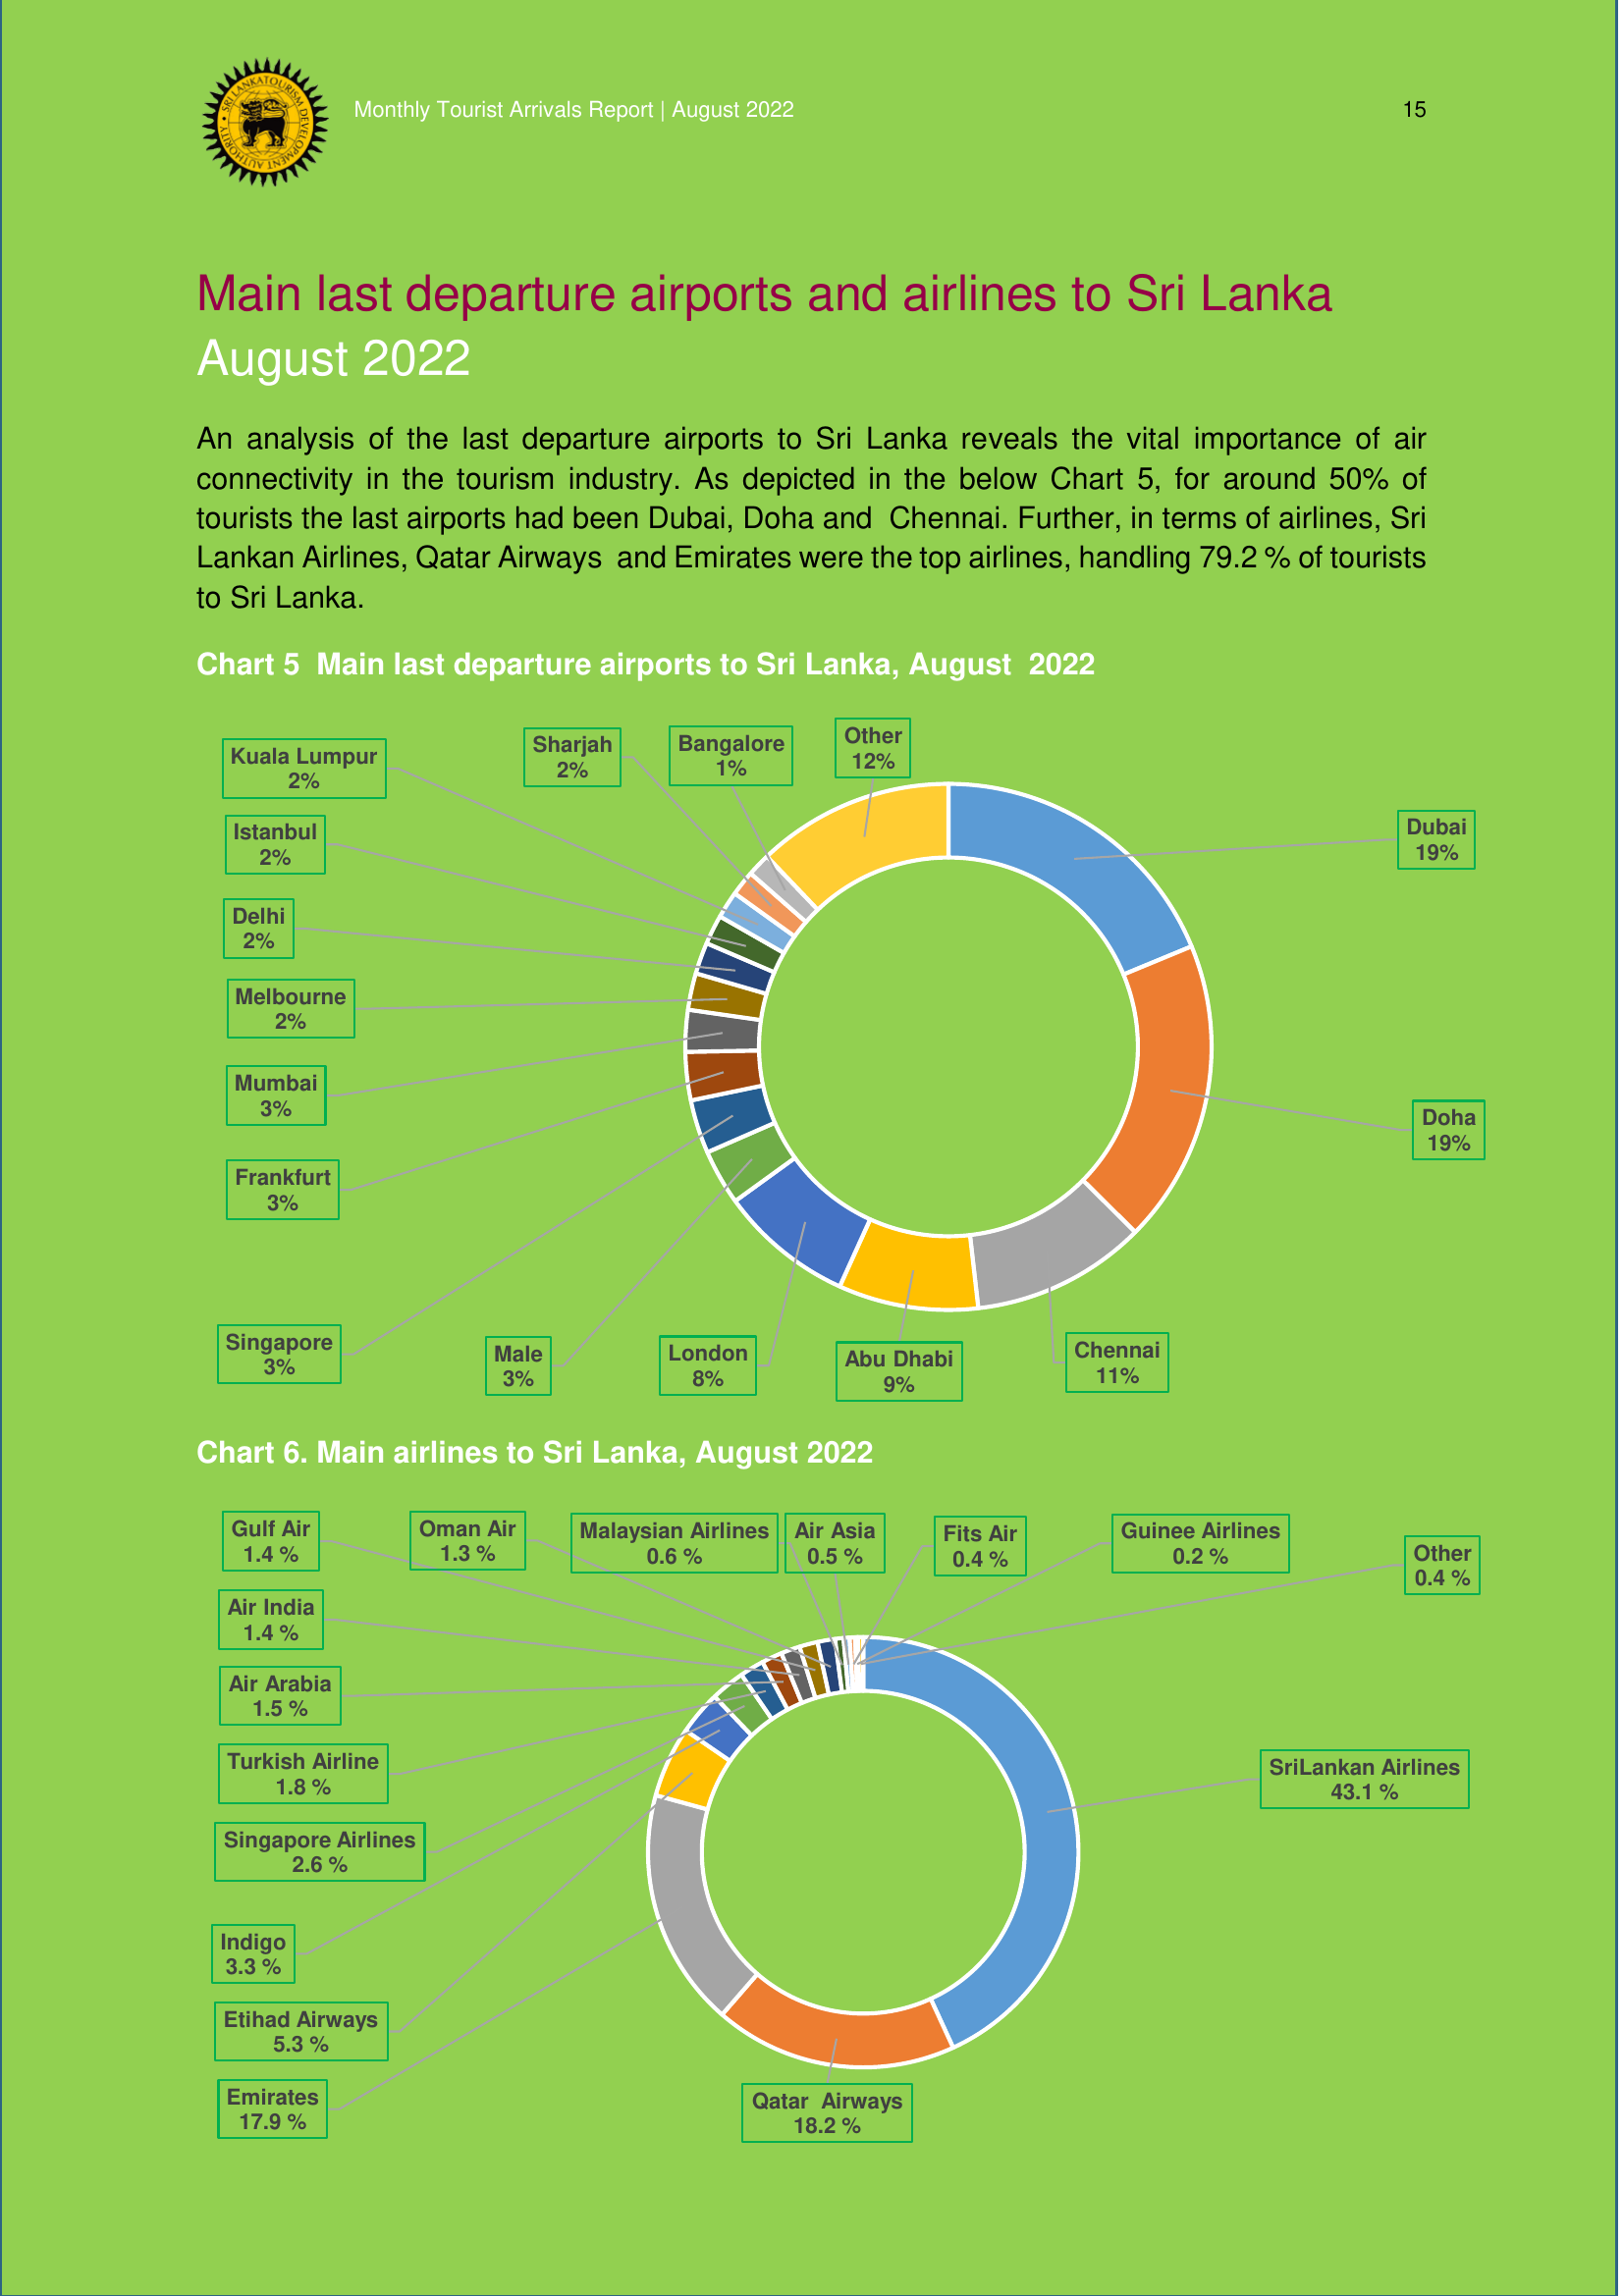 SRI LANKA TOURISM DEVELOPMENT AUTHORITY
Monthly Tourist Arrivals Report | August 2022
15
Main last departure airports and airlines to Sri Lanka
August 2022
An analysis of the last departure airports to Sri Lanka reveals the vital importance of air
connectivity in the tourism industry. As depicted in the below Chart 5, for around 50% of
tourists the last airports had been Dubai, Doha and  Chennai. Further, in terms of airlines, Sri
Lankan Airlines, Qatar Airways  and Emirates were the top airlines, handling 79.2 % of tourists
to Sri Lanka.
Chart 5  Main last departure airports to Sri Lanka, August  2022
Other
12%
Bangalore
1%
Sharjah
2%
Kuala Lumpur
2%
Istanbul
2%
Delhi
2%
Melbourne
2%
Mumbai
3%
Frankfurt
3%
Singapore
3%
Male
3%
London
8%
Abu Dhabi
9%
Chennai
11%
Doha
19%
Dubai
19%
Chart 6. Main airlines to Sri Lanka, August 2022
Gulf Air
1.4 %
Oman Air
1.3 %
Malaysian Airlines
0.6 %
Air Asia
0.5 %
Fits Air
0.4 %
Guinee Airlines
0.2 %
Other
0.4 %
Air India
1.4 %
Air Arabia
1.5 %
Turkish Airline
1.8 %
Singapore Airlines
2.6 %
Indigo
3.3 %
Etihad Airways
5.3 %
Emirates
17.9 %
Qatar  Airways
18.2 %
SriLankan Airlines
43.1 %